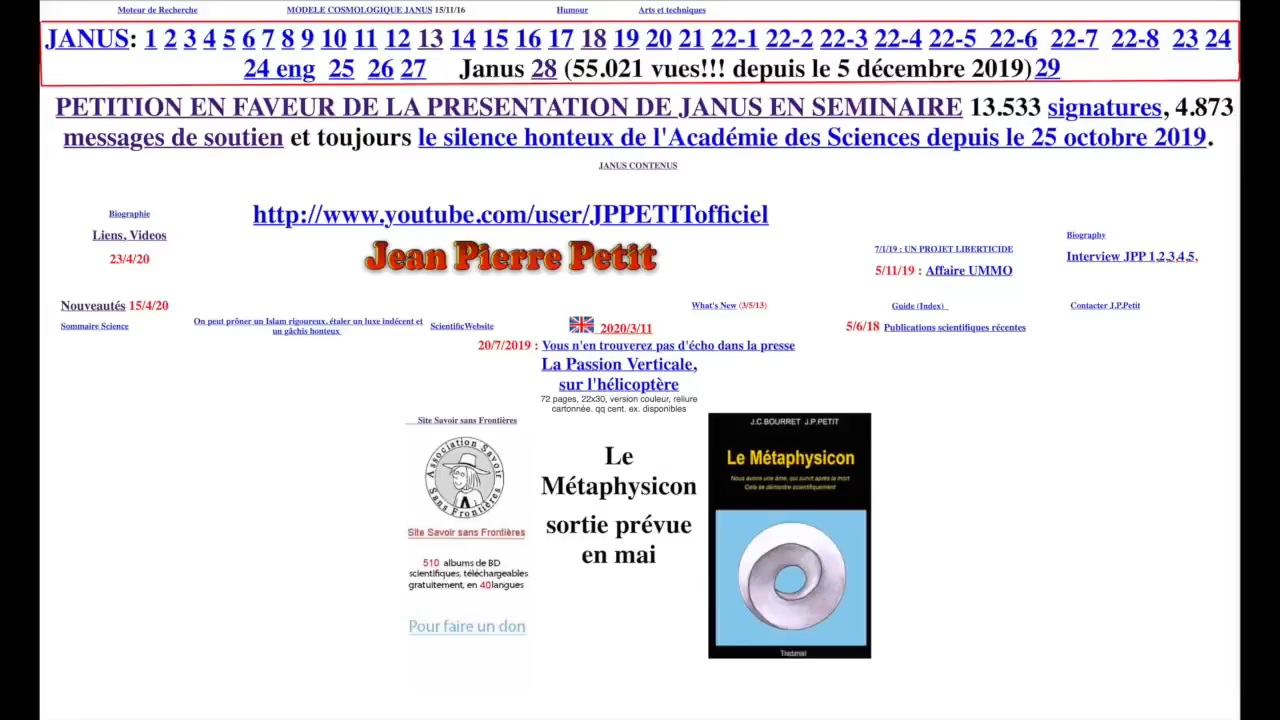 Moteur de Recherche MODELE COSMOLOGIQUE JANUS 15/11/16 Humour Arts et techniques
JANUS: 1 2 3 4 5 6 7 8 9 10 11 12 13 14 15 16 17 18 19 20 21 22-1 22-2 22-3 22-4 22-5 22-6 22-7 22-8 23 24
24 eng 25 26 27 Janus 28 (55.021 vues!!! depuis le 5 décembre 2019) 29
PETITION EN FAVEUR DE LA PRESENTATION DE JANUS EN SEMINAIRE 13.533 signatures, 4.873
messages de soutien et toujours le silence honteux de l'Académie des Sciences depuis le 25 octobre 2019.
JANUS CONTENUS
Biographie
http://www.youtube.com/user/JPPETITofficiel
Liens, Videos
23/4/20
Jean Pierre Petit
7/1/19 : UN PROJET LIBERTICIDE
5/11/19 : Affaire UMMO
Biography
Interview JPP 1,2,3,4,5,
Nouveautés 15/4/20
What's New (3/5/13)
Guide (Index)
Contacter J.P.Petit
Sommaire Science
On peut prôner un Islam rigoureux, étaler un luxe indécent et
un gâchis honteux
ScientificWebsite
2020/3/11
5/6/18 Publications scientifiques récentes
20/7/2019 : Vous n'en trouverez pas d'écho dans la presse
La Passion Verticale,
sur l'hélicoptère
72 pages, 22x30, version couleur, reliure
cartonnée. qq cent. ex. disponibles
Site Savoir sans Frontières
Association Savoir
Sans Frontières
Site Savoir sans Frontières
510 albums de BD
scientifiques, téléchargeables
gratuitement, en 40 langues
Pour faire un don
Le
Métaphysicon
sortie prévue
en mai
J.C.BOURRET J.P.PETIT
Le Métaphysicon
Nous avons une âme, qui survit après la mort
Cela se démontre scientifiquement